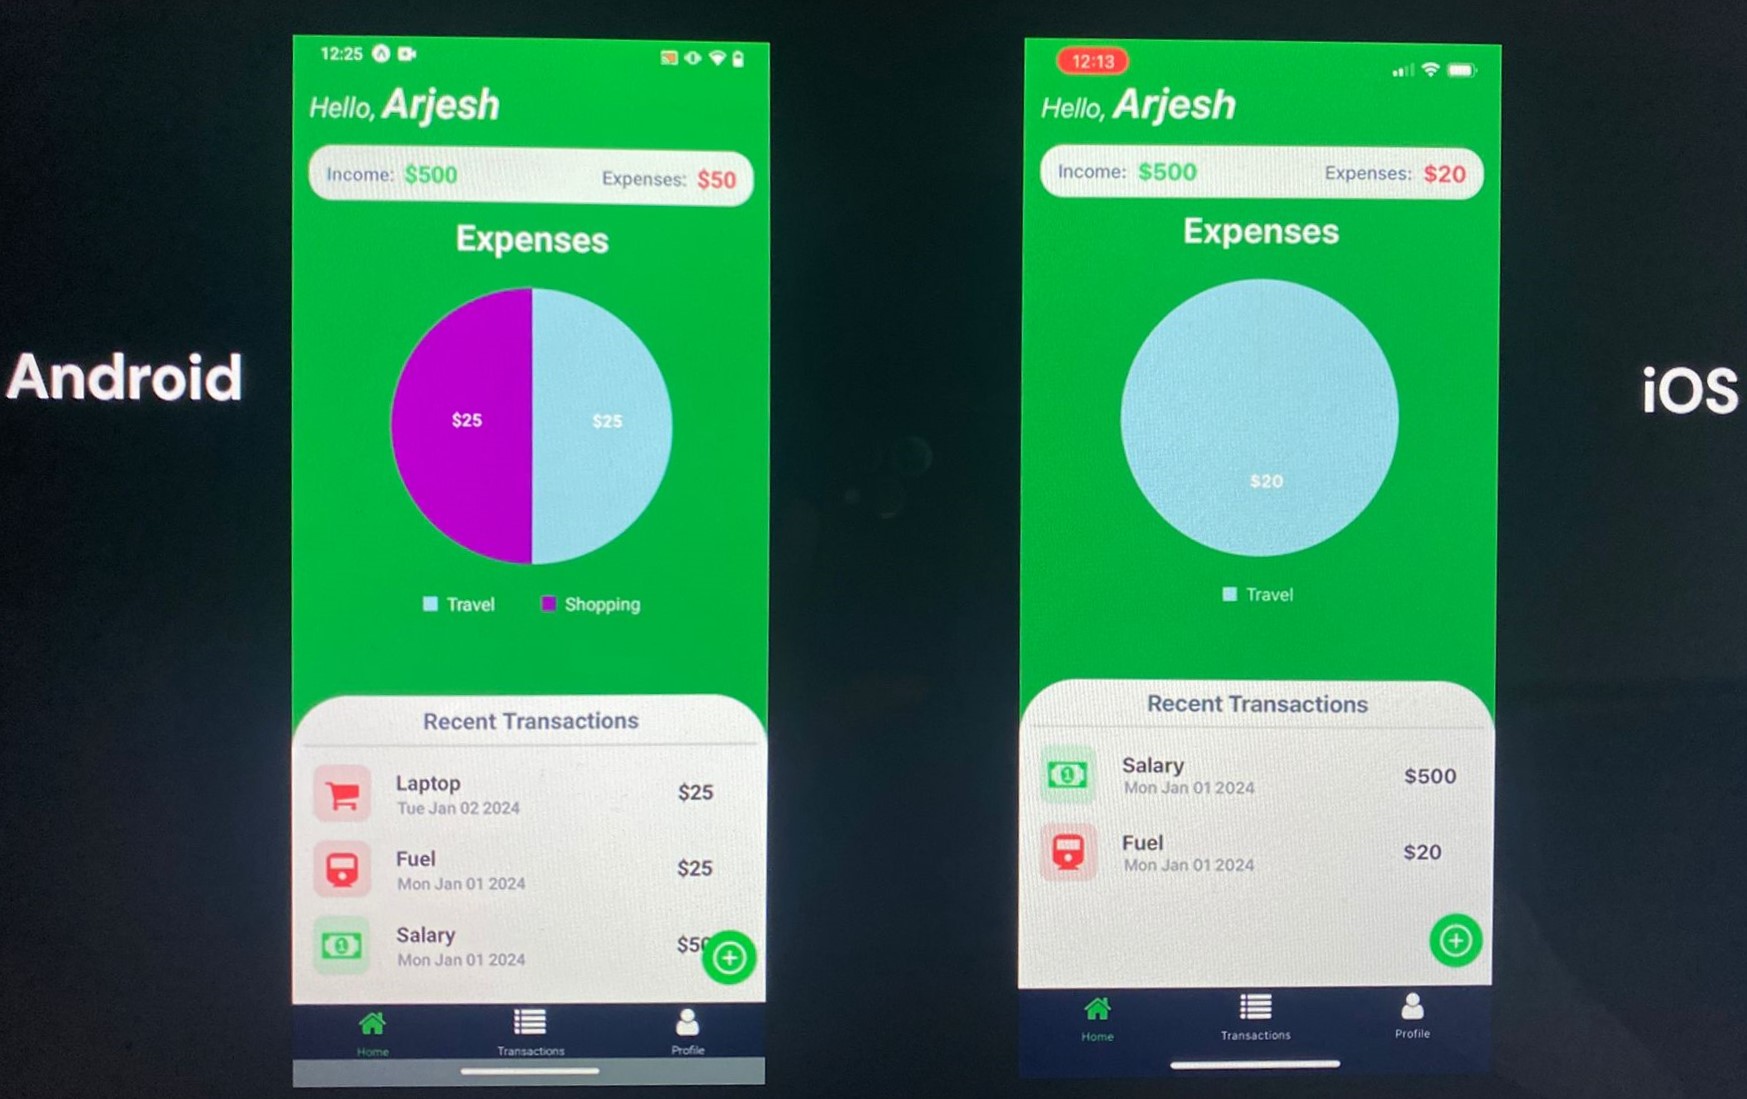 Android
12:25
Hello, Arjesh
Income: $500 Expenses: $50
Expenses
$25 $25
Travel Shopping
Recent Transactions
Laptop $25
Tue Jan 02 2024
Fuel $25
Mon Jan 01 2024
Salary
Mon Jan 01 2024
Home Transactions Profile
iOS
12:13
Hello, Arjesh
Income: $500 Expenses: $20
Expenses
$20
Travel
Recent Transactions
Salary $500
Mon Jan 01 2024
Fuel $20
Mon Jan 01 2024
Home Transactions Profile